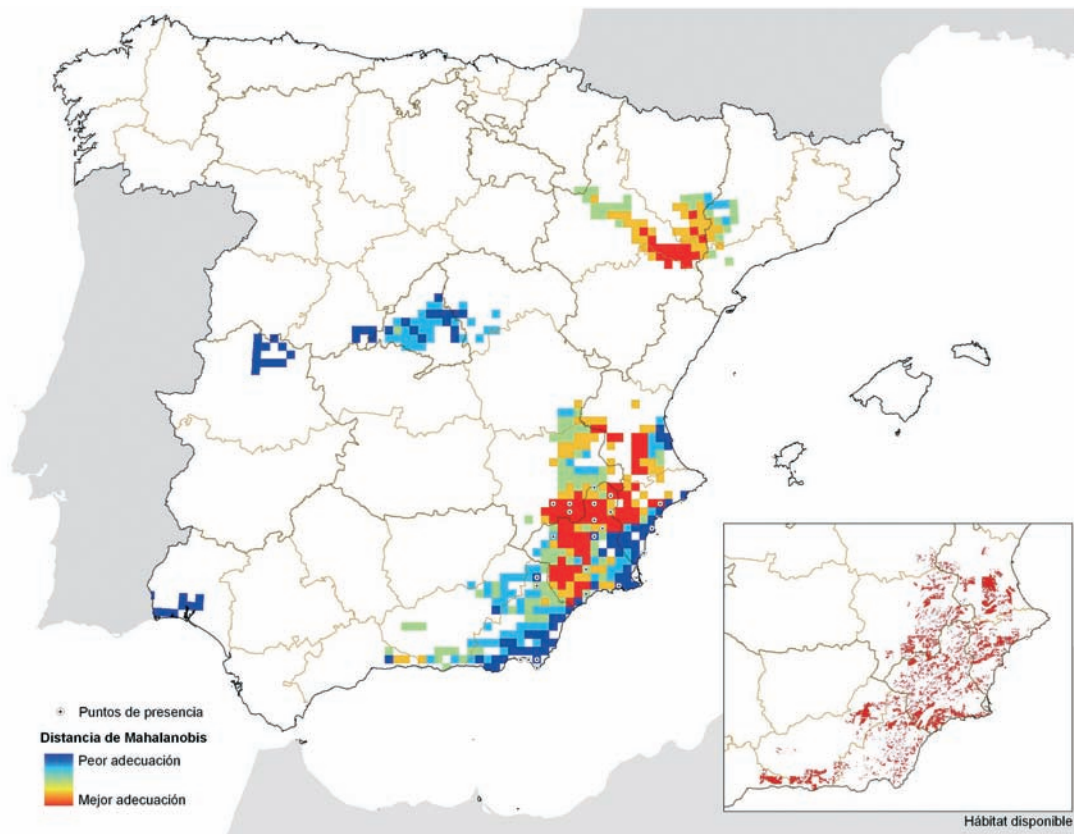 Puntos de presencia
Distancia de Mahalanobis
Peor adecuación
Mejor adecuación
Hábitat disponible